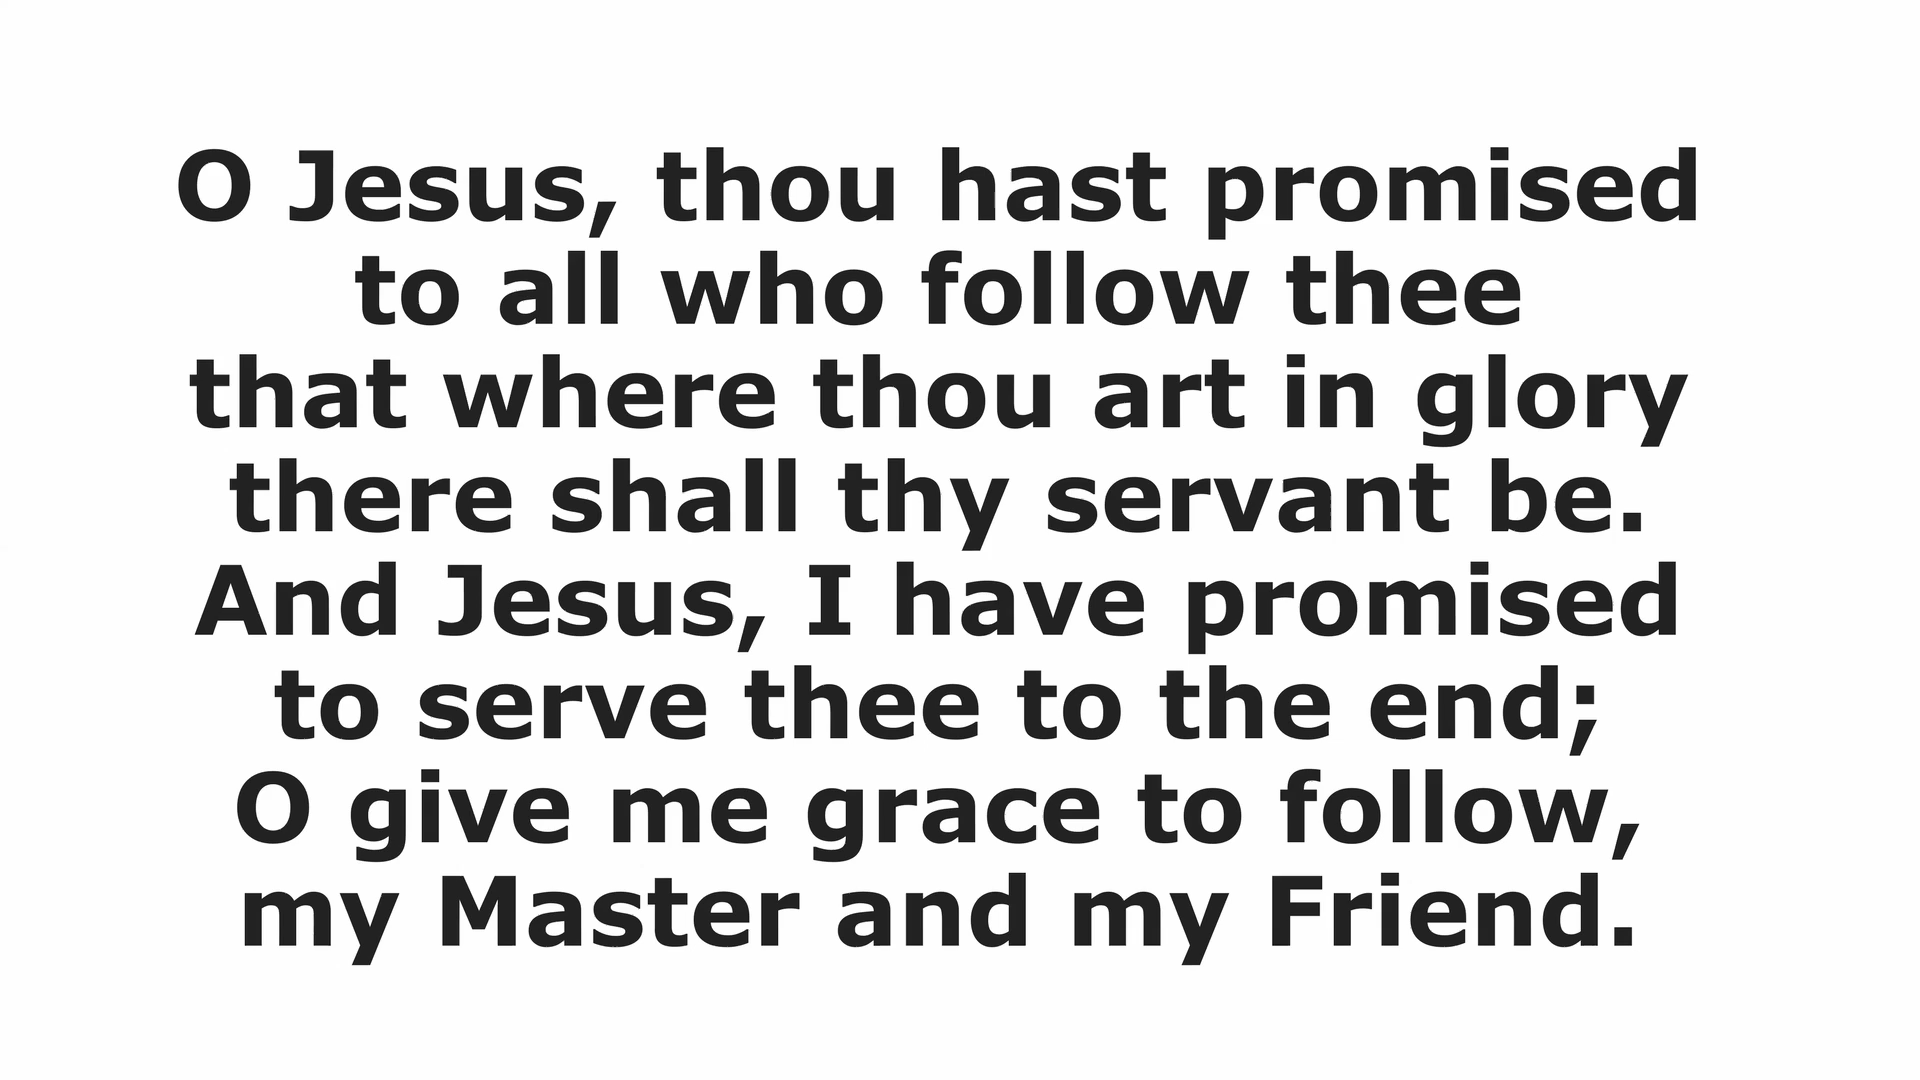 O Jesus, thou hast promised
to all who follow thee
that where thou art in glory
there shall thy servant be.
And Jesus, I have promised
to serve thee to the end;
O give me grace to follow,
my Master and my Friend.